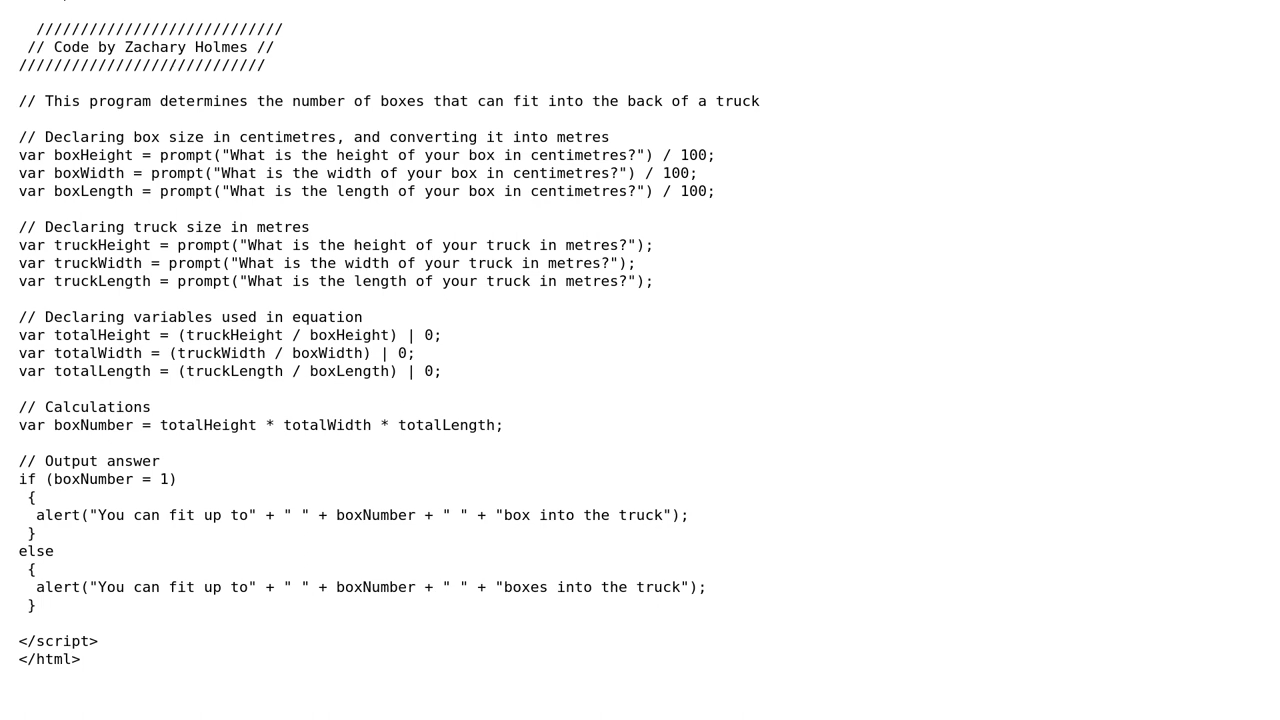 ////////////////////////////
// Code by Zachary Holmes //
////////////////////////////
// This program determines the number of boxes that can fit into the back of a truck
// Declaring box size in centimetres, and converting it into metres
var boxHeight = prompt("What is the height of your box in centimetres?") / 100;
var boxWidth = prompt("What is the width of your box in centimetres?") / 100;
var boxLength = prompt("What is the length of your box in centimetres?") / 100;
// Declaring truck size in metres
var truckHeight = prompt("What is the height of your truck in metres?");
var truckWidth = prompt("What is the width of your truck in metres?");
var truckLength = prompt("What is the length of your truck in metres?");
// Declaring variables used in equation
var totalHeight = (truckHeight / boxHeight) | 0;
var totalWidth = (truckWidth / boxWidth) | 0;
var totalLength = (truckLength / boxLength) | 0;
// Calculations
var boxNumber = totalHeight * totalWidth * totalLength;
// Output answer
if (boxNumber = 1)
{
alert("You can fit up to" + " " + boxNumber + " " + "box into the truck");
}
else
{
alert("You can fit up to" + " " + boxNumber + " " + "boxes into the truck");
}
</script>
</html>